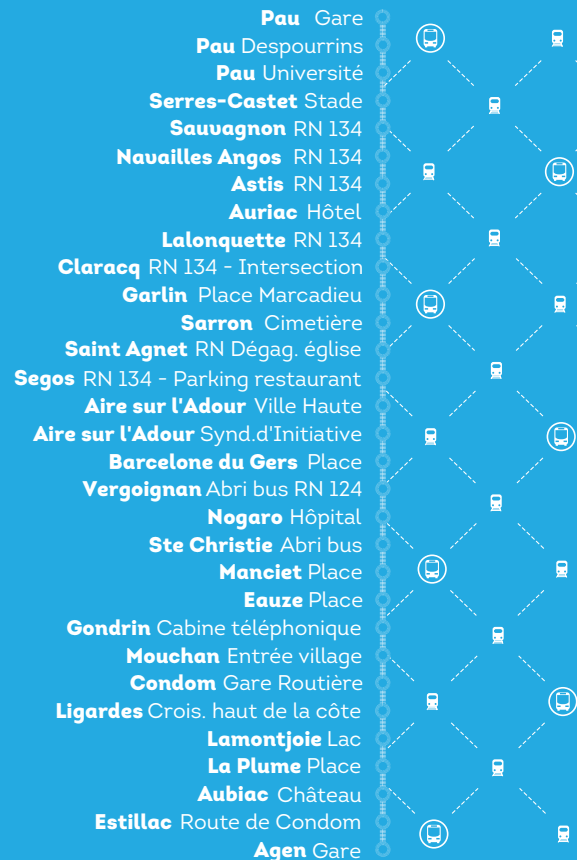 Pau Gare
Pau Despourrins
Pau Université
Serres-Castet Stade
Sauvagnon RN 134
Navailles Angos RN 134
Astis RN 134
Auriac Hôtel
Lalonquette RN 134
Claracq RN 134 - Intersection
Garlin Place Marcadieu
Sarron Cimetière
Saint Agnet RN Dégag. église
Segos RN 134 - Parking restaurant
Aire sur l'Adour Ville Haute
Aire sur l'Adour Synd.d'Initiative
Barcelone du Gers Place
Vergoignan Abri bus RN 124
Nogaro Hôpital
Ste Christie Abri bus
Manciet Place
Eauze Place
Gondrin Cabine téléphonique
Mouchan Entrée village
Condom Gare Routière
Ligardes Crois. haut de la côte
Lamontjoie Lac
La Plume Place
Aubiac Château
Estillac Route de Condom
Agen Gare